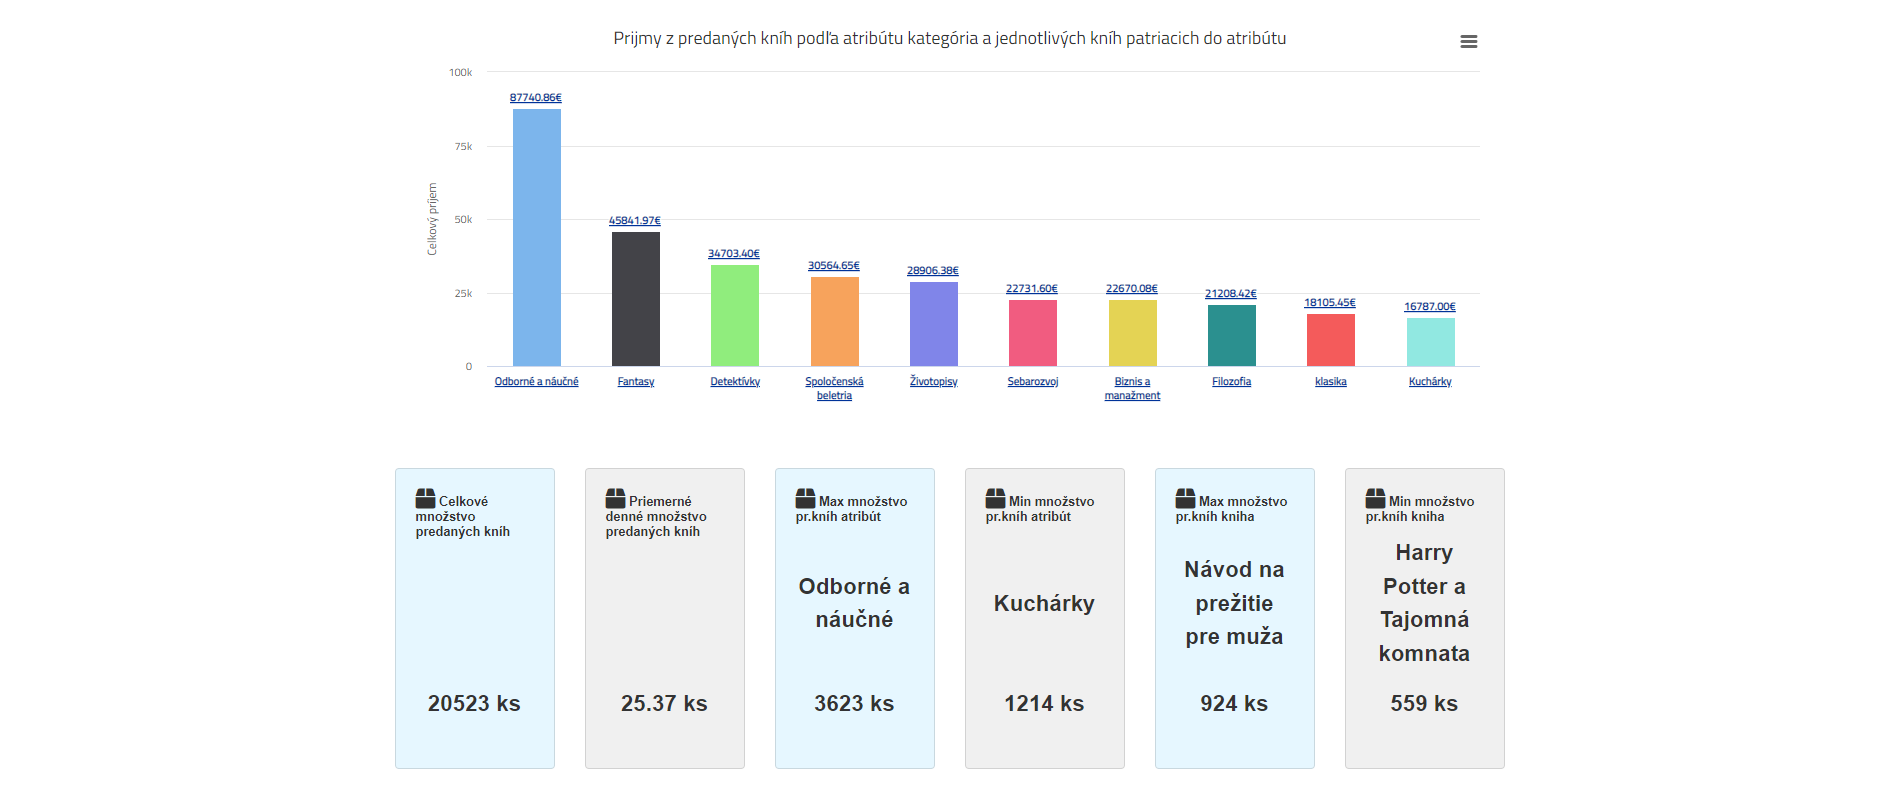 Prijmy z predaných kníh podľa atribútu kategória a jednotlivých kníh patriacich do atribútu
100k
75k
50k
25k
0
Celkový príjem
87740.86€
45841.97€
34703.40€
30564.65€
28906.38€
22731.60€
22670.08€
21208.42€
18105.45€
16787.00€
Odborné a náučné
Fantasy
Detektívky
Spoločenská
beletria
Životopisy
Sebarozvoj
Biznis a
manažment
Filozofia
klasika
Kuchárky
Celkové
množstvo
predaných kníh
20523 ks
Priemerné
denné množstvo
predaných kníh
25.37 ks
Max množstvo
pr.kníh atribút
Odborné a
náučné
3623 ks
Min množstvo
pr.kníh atribút
Kuchárky
1214 ks
Max množstvo
pr.kníh kniha
Návod na
prežitie
pre muža
924 ks
Min množstvo
pr.kníh kniha
Harry
Potter a
Tajomná
komnata
559 ks